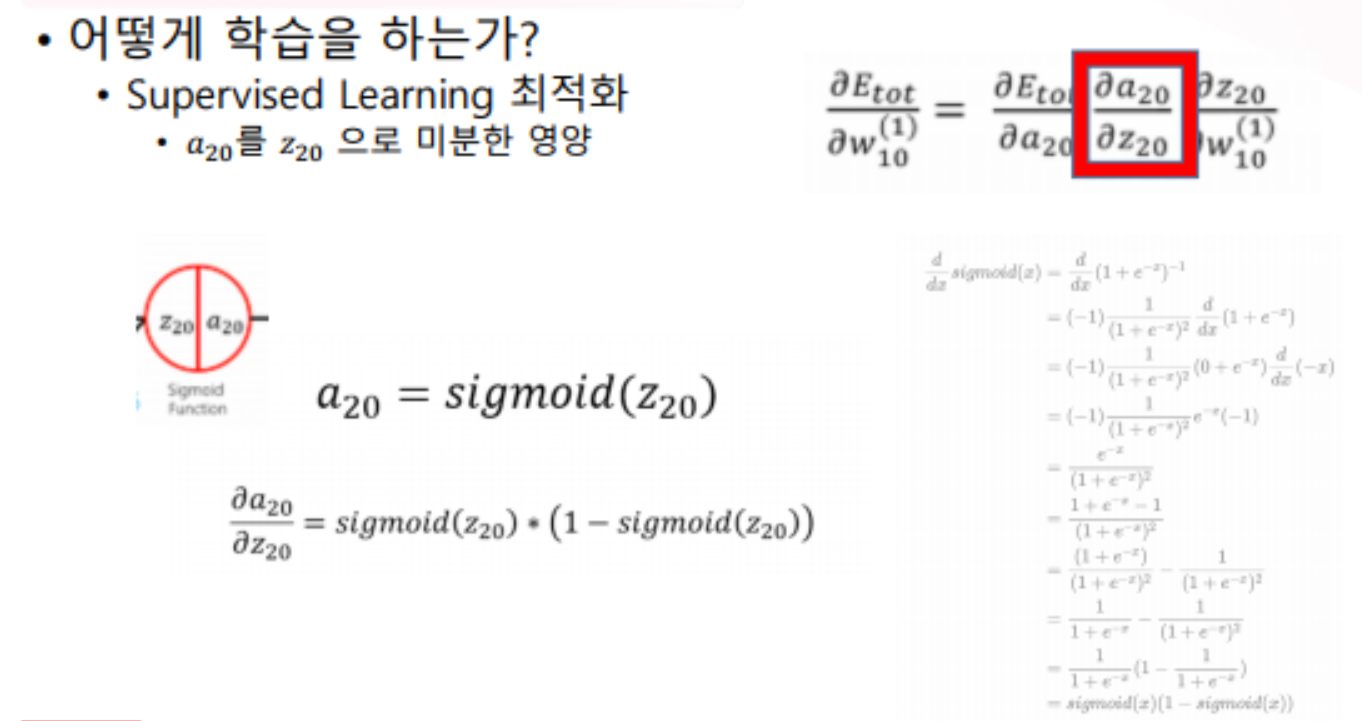 • 어떻게 학습을 하는가?
• Supervised Learning 최적화
• a₂₀를 z₂₀ 으로 미분한 영양
∂E_tot / ∂w₁₀⁽¹⁾ = ∂E_to / ∂a₂₀ ∂a₂₀ / ∂z₂₀ ∂z₂₀ / ∂w₁₀⁽¹⁾
z₂₀ a₂₀
Sigmoid
Function
a₂₀ = sigmoid(z₂₀)
∂a₂₀ / ∂z₂₀ = sigmoid(z₂₀) * (1 − sigmoid(z₂₀))
d/dx sigmoid(x) = d/dx (1 + e⁻ˣ)⁻¹
= (−1) 1/(1 + e⁻ˣ)² d/dx (1 + e⁻ˣ)
= (−1) 1/(1 + e⁻ˣ)² (0 + e⁻ˣ) d/dx (−x)
= (−1) 1/(1 + e⁻ˣ)² e⁻ˣ(−1)
= e⁻ˣ/(1 + e⁻ˣ)²
= (1 + e⁻ˣ − 1)/(1 + e⁻ˣ)²
= (1 + e⁻ˣ)/(1 + e⁻ˣ)² − 1/(1 + e⁻ˣ)²
= 1/(1 + e⁻ˣ) − 1/(1 + e⁻ˣ)²
= 1/(1 + e⁻ˣ) (1 − 1/(1 + e⁻ˣ))
= sigmoid(x)(1 − sigmoid(x))